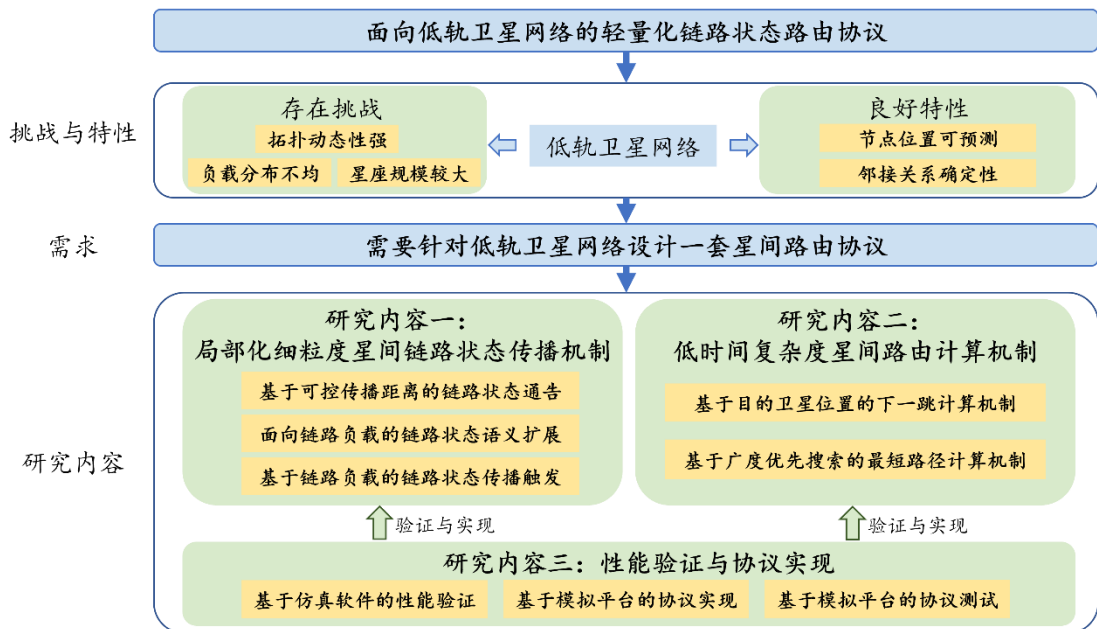 面向低轨卫星网络的轻量化链路状态路由协议
挑战与特性
存在挑战
拓扑动态性强
负载分布不均
星座规模较大
低轨卫星网络
良好特性
节点位置可预测
邻接关系确定性
需求
需要针对低轨卫星网络设计一套星间路由协议
研究内容
研究内容一：
局部化细粒度星间链路状态传播机制
基于可控传播距离的链路状态通告
面向链路负载的链路状态语义扩展
基于链路负载的链路状态传播触发
研究内容二：
低时间复杂度星间路由计算机制
基于目的卫星位置的下一跳计算机制
基于广度优先搜索的最短路径计算机制
验证与实现
验证与实现
研究内容三：性能验证与协议实现
基于仿真软件的性能验证
基于模拟平台的协议实现
基于模拟平台的协议测试